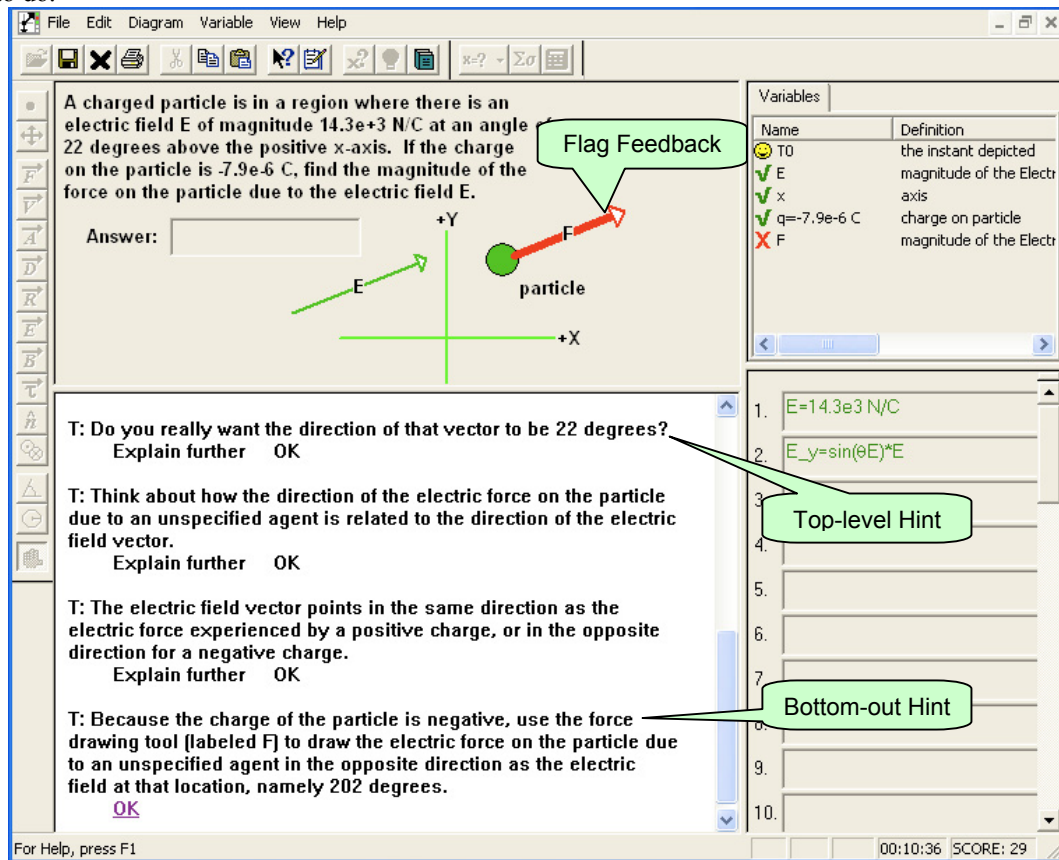 File Edit Diagram Variable View Help
x=? Σσ
A charged particle is in a region where there is an
electric field E of magnitude 14.3e+3 N/C at an angle of
22 degrees above the positive x-axis. If the charge
on the particle is -7.9e-6 C, find the magnitude of the
force on the particle due to the electric field E.
Answer:
+Y
F
E
particle
+X
Flag Feedback
F
V
A
D
R
E
B
τ
n̂
Variables
Name Definition
T0 the instant depicted
E magnitude of the Electr
x axis
q=-7.9e-6 C charge on particle
F magnitude of the Electr
T: Do you really want the direction of that vector to be 22 degrees?
Explain further OK
T: Think about how the direction of the electric force on the particle
due to an unspecified agent is related to the direction of the electric
field vector.
Explain further OK
T: The electric field vector points in the same direction as the
electric force experienced by a positive charge, or in the opposite
direction for a negative charge.
Explain further OK
T: Because the charge of the particle is negative, use the force
drawing tool (labeled F) to draw the electric force on the particle due
to an unspecified agent in the opposite direction as the electric
field at that location, namely 202 degrees.
OK
1. E=14.3e3 N/C
2. E_y=sin(θE)*E
3
Top-level Hint
4.
5.
6.
7
Bottom-out Hint
8.
9.
10.
For Help, press F1
00:10:36 SCORE: 29